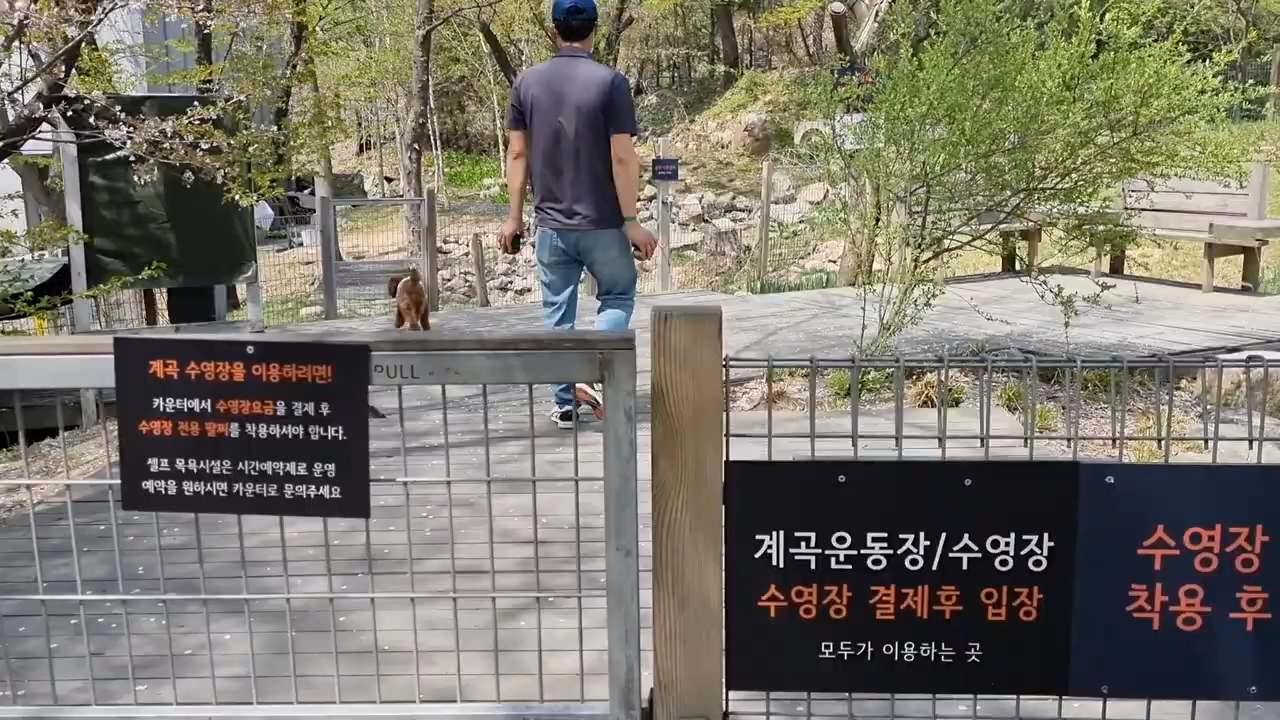 계곡 수영장을 이용하려면!
카운터에서 수영장요금을 결제 후
수영장 전용 팔찌를 착용하셔야 합니다.
셀프 목욕시설은 시간예약제로 운영
예약을 원하시면 카운터로 문의주세요
PULL
계곡운동장/수영장
수영장 결제후 입장
모두가 이용하는 곳
수영장
착용 후